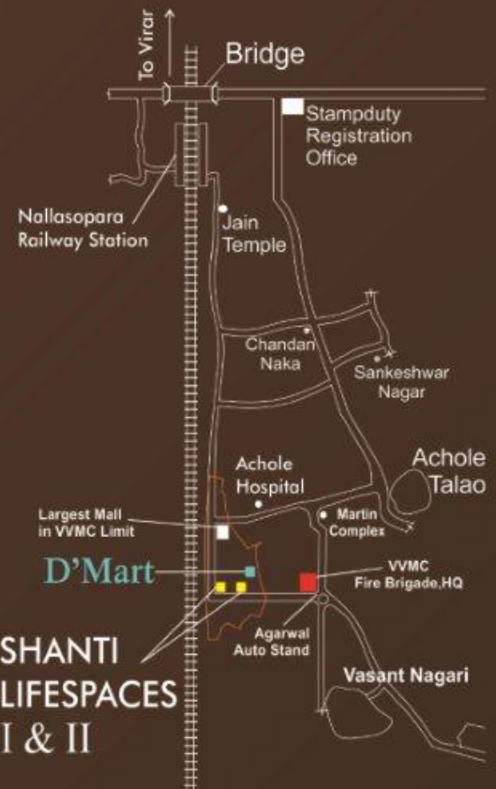 To Virar
Bridge
Stampduty
Registration
Office
Nallasopara
Railway Station
Jain
Temple
Chandan
Naka
Sankeshwar
Nagar
Achole
Hospital
Achole
Talao
Largest Mall
in VVMC Limit
Martin
Complex
D'Mart
VVMC
Fire Brigade,HQ
Agarwal
Auto Stand
SHANTI
LIFESPACES
I & II
Vasant Nagari